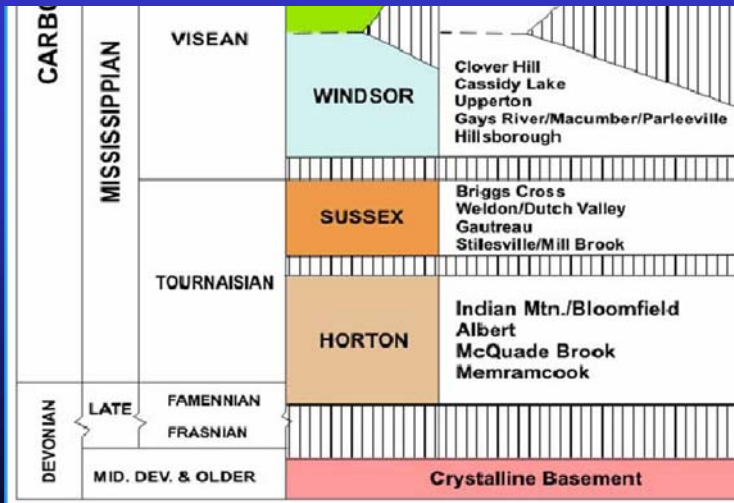 CARBO
MISSISSIPPIAN
VISEAN
WINDSOR
Clover Hill
Cassidy Lake
Upperton
Gays River/Macumber/Parleeville
Hillsborough
TOURNAISIAN
SUSSEX
Briggs Cross
Weldon/Dutch Valley
Gautreau
Stilesville/Mill Brook
HORTON
Indian Mtn./Bloomfield
Albert
McQuade Brook
Memramcook
DEVONIAN
LATE
FAMENNIAN
FRASNIAN
MID. DEV. & OLDER
Crystalline Basement